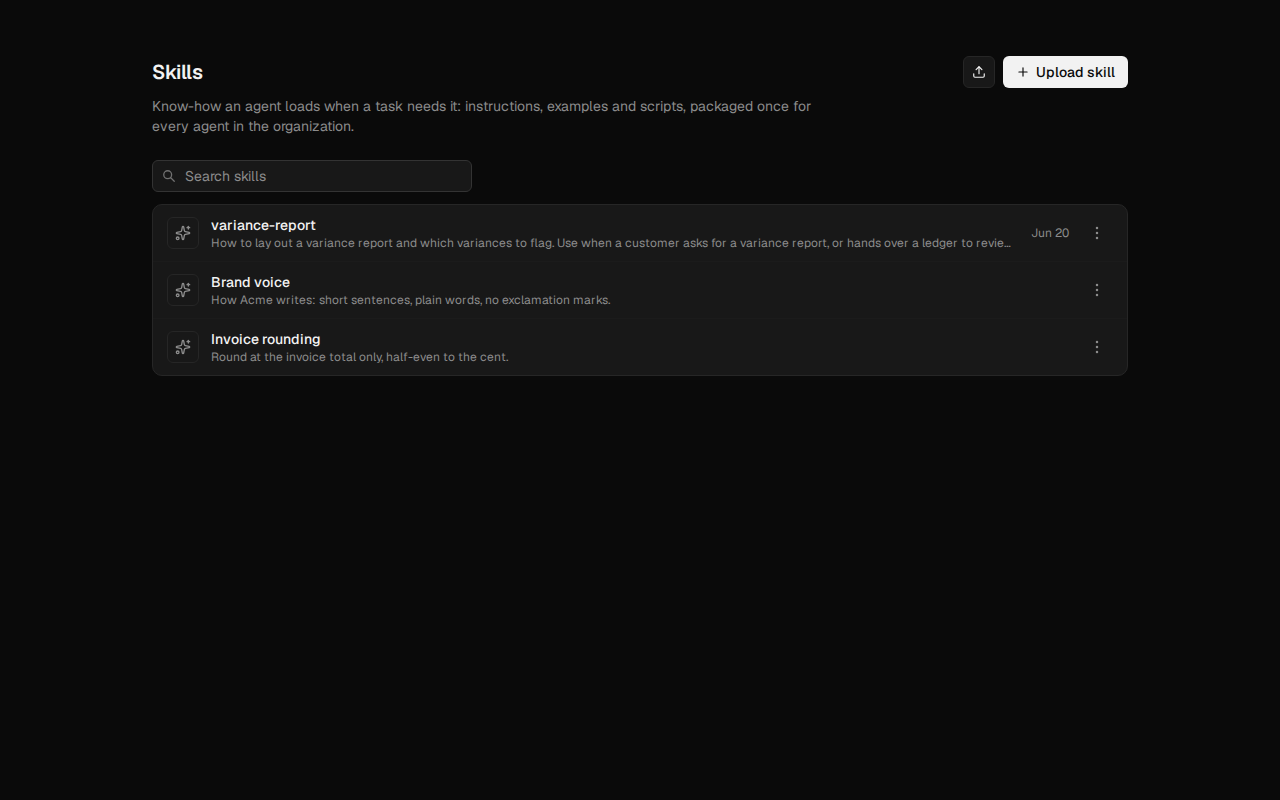 Skills
Upload skill
Know-how an agent loads when a task needs it: instructions, examples and scripts, packaged once for
every agent in the organization.
Search skills
variance-report
How to lay out a variance report and which variances to flag. Use when a customer asks for a variance report, or hands over a ledger to revie…
Jun 20
Brand voice
How Acme writes: short sentences, plain words, no exclamation marks.
Invoice rounding
Round at the invoice total only, half-even to the cent.